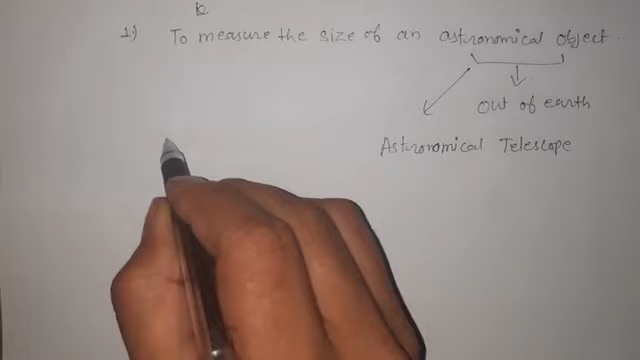 1.) To measure the size of an astronomical object..
out of earth
Astronomical Telescope